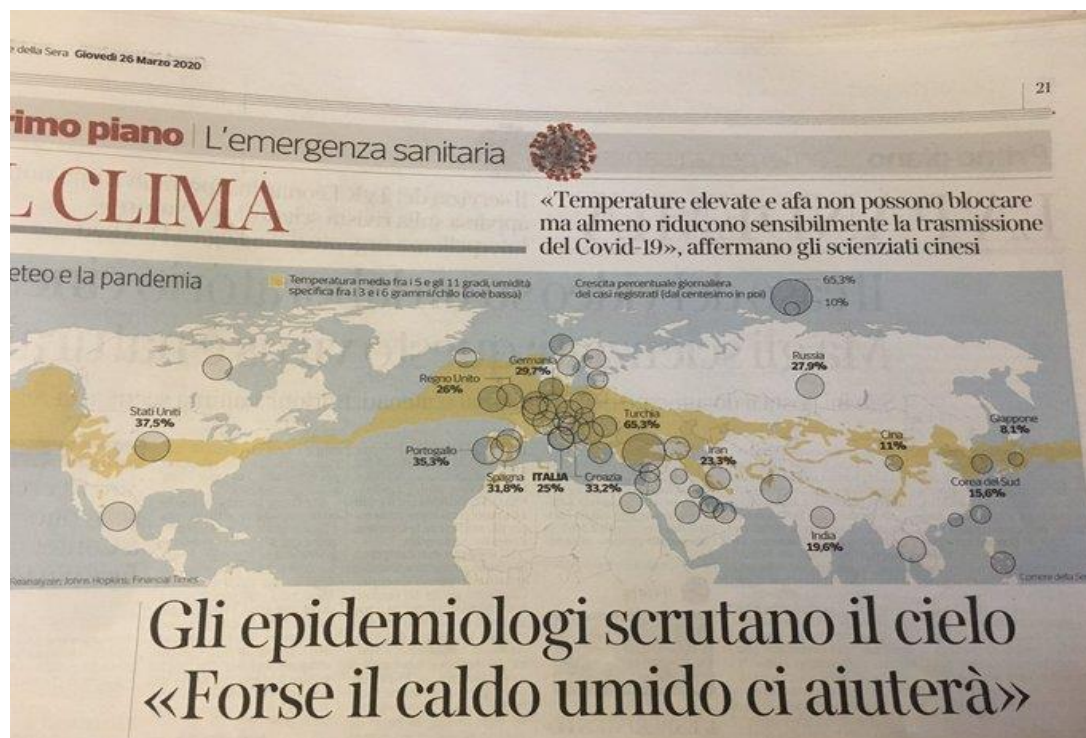 della Sera Giovedì 26 Marzo 2020
21
rimo piano | L'emergenza sanitaria
L CLIMA
«Temperature elevate e afa non possono bloccare
ma almeno riducono sensibilmente la trasmissione
del Covid-19», affermano gli scienziati cinesi
eteo e la pandemia
Temperatura media fra i 5 e gli 11 gradi, umidità
specifica fra i 3 e i 6 grammi/chilo (cioè bassa)
Crescita percentuale giornaliera
dei casi registrati (dal centesimo in poi)
65,3%
10%
Stati Uniti
37,5%
Regno Unito
26%
Germania
29,7%
Russia
27,9%
Portogallo
35,3%
Spagna
31,8%
ITALIA
25%
Croazia
33,2%
Turchia
65,3%
Iran
23,3%
Cina
11%
Giappone
8,1%
Corea del Sud
15,6%
India
19,6%
Reanalyzer; Johns Hopkins; Financial Times
Corriere della Se
Gli epidemiologi scrutano il cielo
«Forse il caldo umido ci aiuterà»